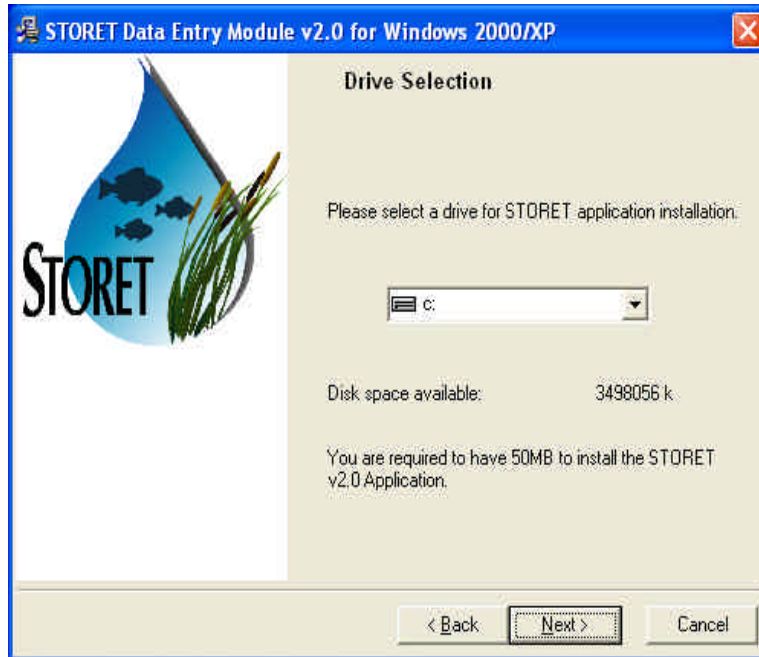 STORET Data Entry Module v2.0 for Windows 2000/XP
Drive Selection
Please select a drive for STORET application installation.
STORET
c:
Disk space available: 3498056 k
You are required to have 50MB to install the STORET
v2.0 Application.
< Back Next > Cancel